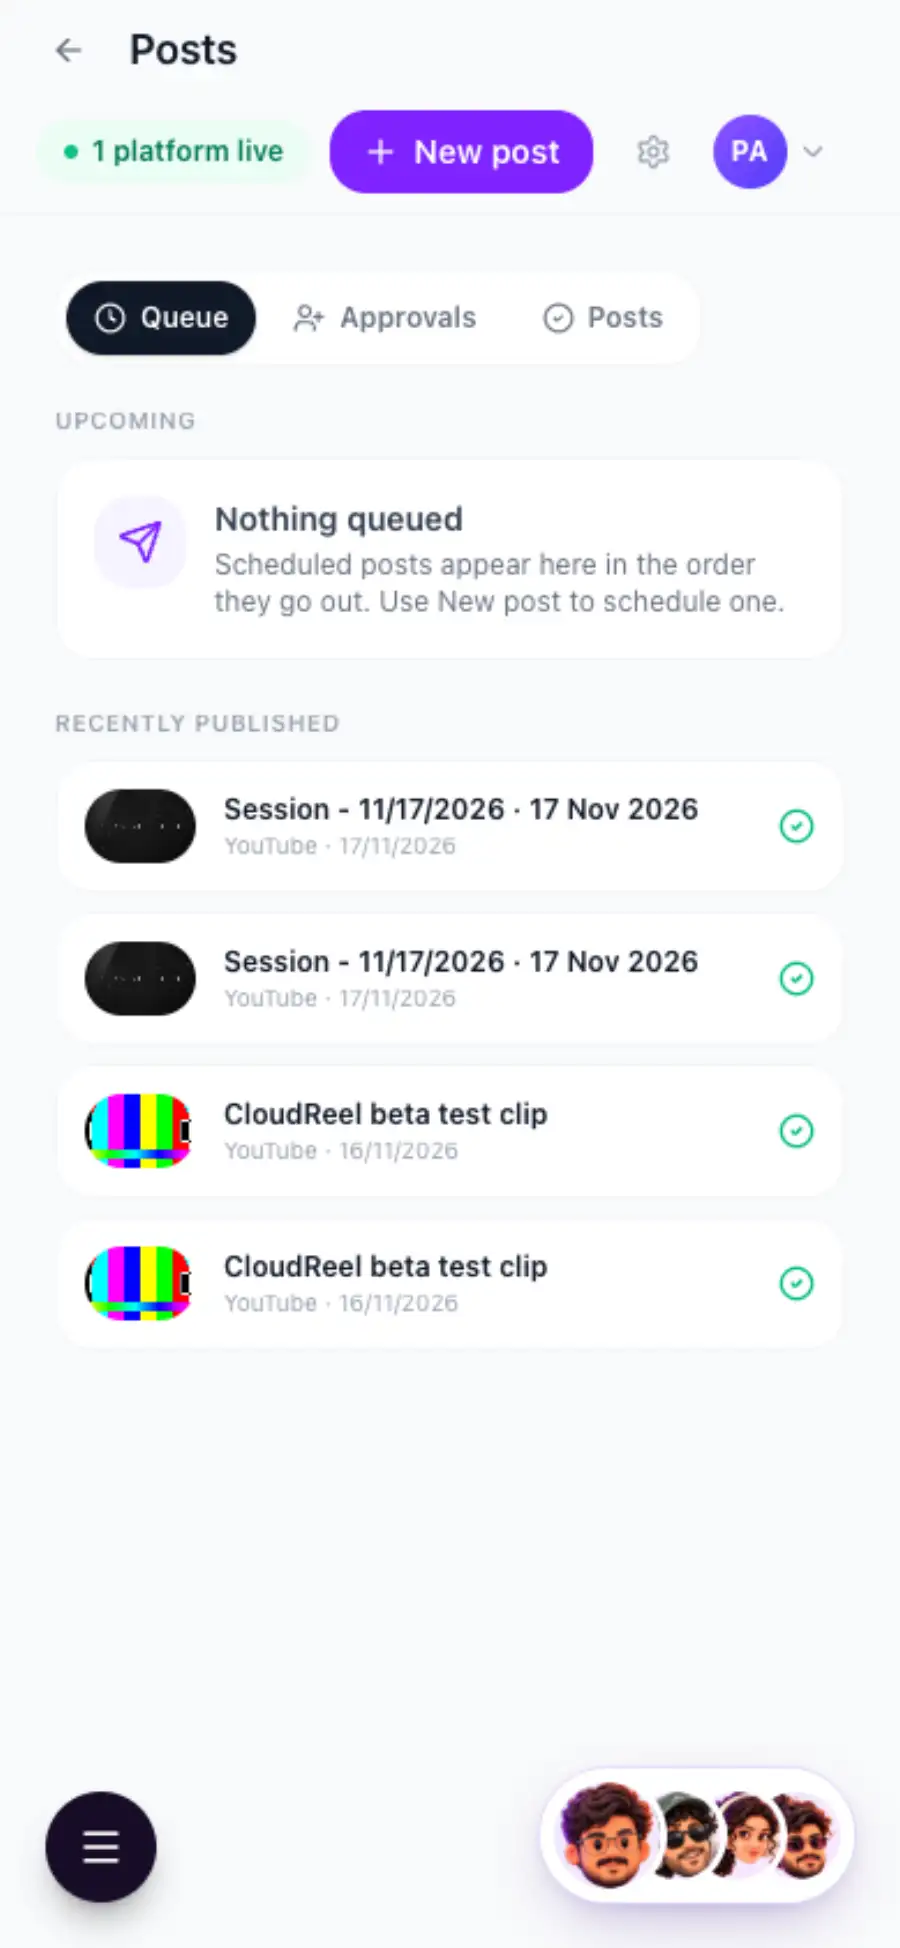 Posts
1 platform live
New post
PA
Queue
Approvals
Posts
UPCOMING
Nothing queued
Scheduled posts appear here in the order
they go out. Use New post to schedule one.
RECENTLY PUBLISHED
Session - 11/17/2026 · 17 Nov 2026
YouTube · 17/11/2026
Session - 11/17/2026 · 17 Nov 2026
YouTube · 17/11/2026
CloudReel beta test clip
YouTube · 16/11/2026
CloudReel beta test clip
YouTube · 16/11/2026